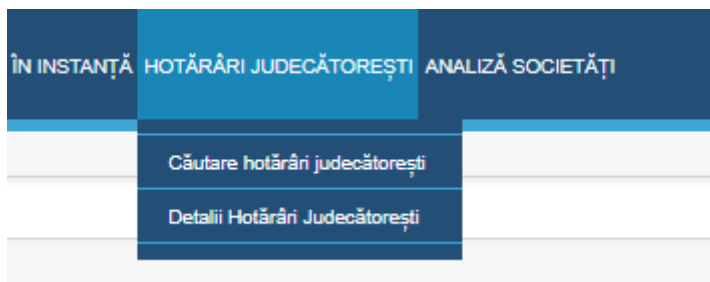 ÎN INSTANȚĂ HOTĂRÂRI JUDECĂTOREȘTI ANALIZĂ SOCIETĂȚI
Căutare hotărâri judecătorești
Detalii Hotărâri Judecătorești